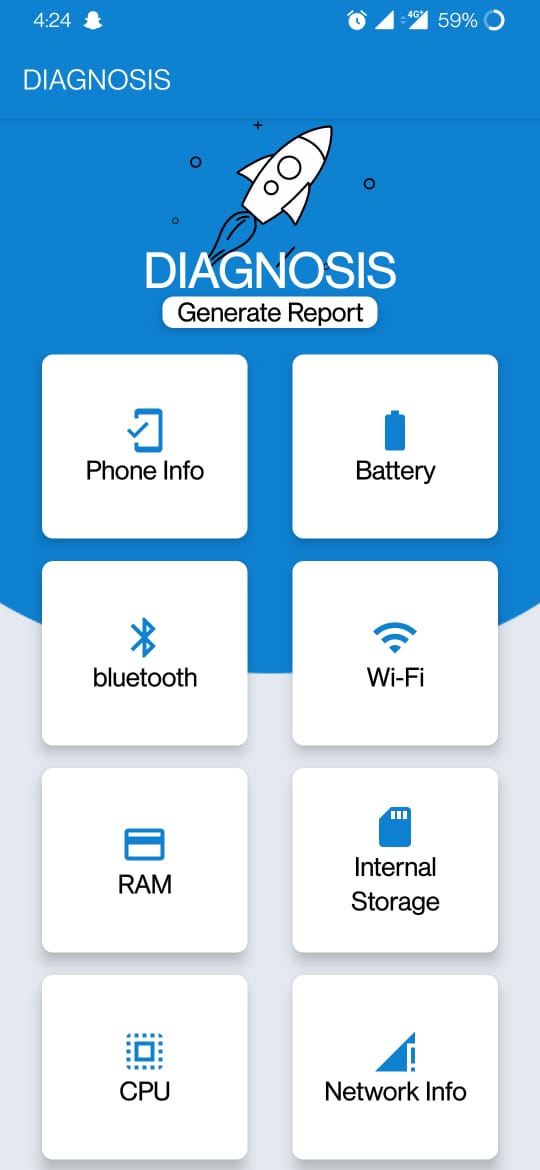 4:24
4G+ 59%
DIAGNOSIS
DIAGNOSIS
Generate Report
Phone Info
Battery
bluetooth
Wi-Fi
RAM
Internal
Storage
CPU
Network Info